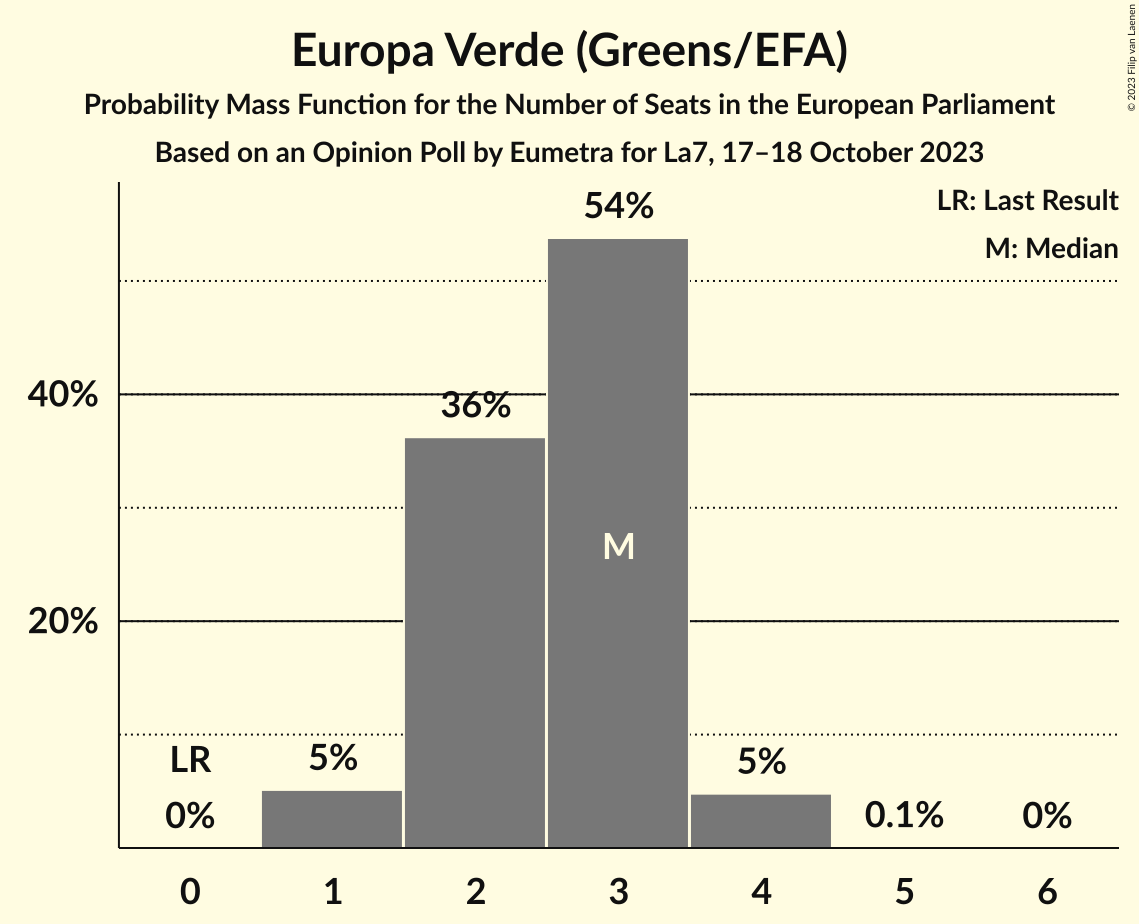 Europa Verde (Greens/EFA)
Probability Mass Function for the Number of Seats in the European Parliament
Based on an Opinion Poll by Eumetra for La7, 17–18 October 2023
© 2023 Filip van Laenen
LR: Last Result
M: Median
54%
40%
36%
M
20%
LR
5%
5%
0%
0.1%
0%
0 1 2 3 4 5 6